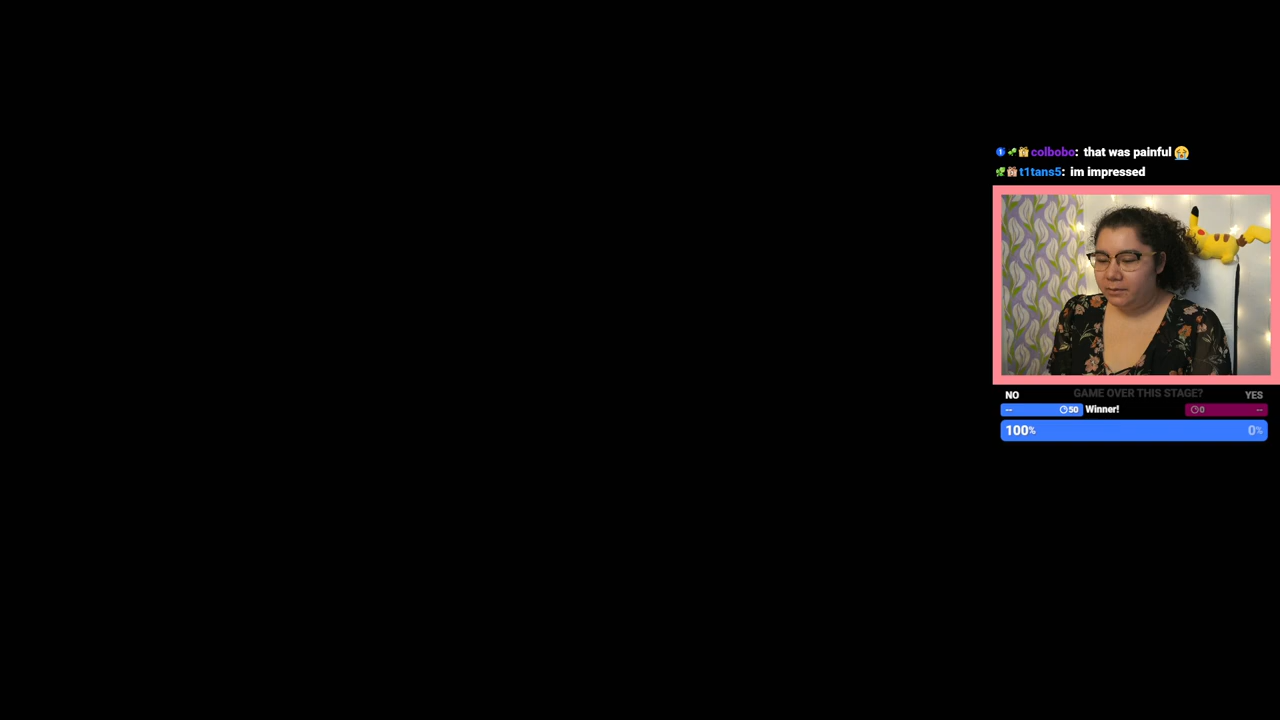 colbobo: that was painful 😭
t1tans5: im impressed
NO GAME OVER THIS STAGE? YES
-- 50 Winner! 0 --
100% 0%